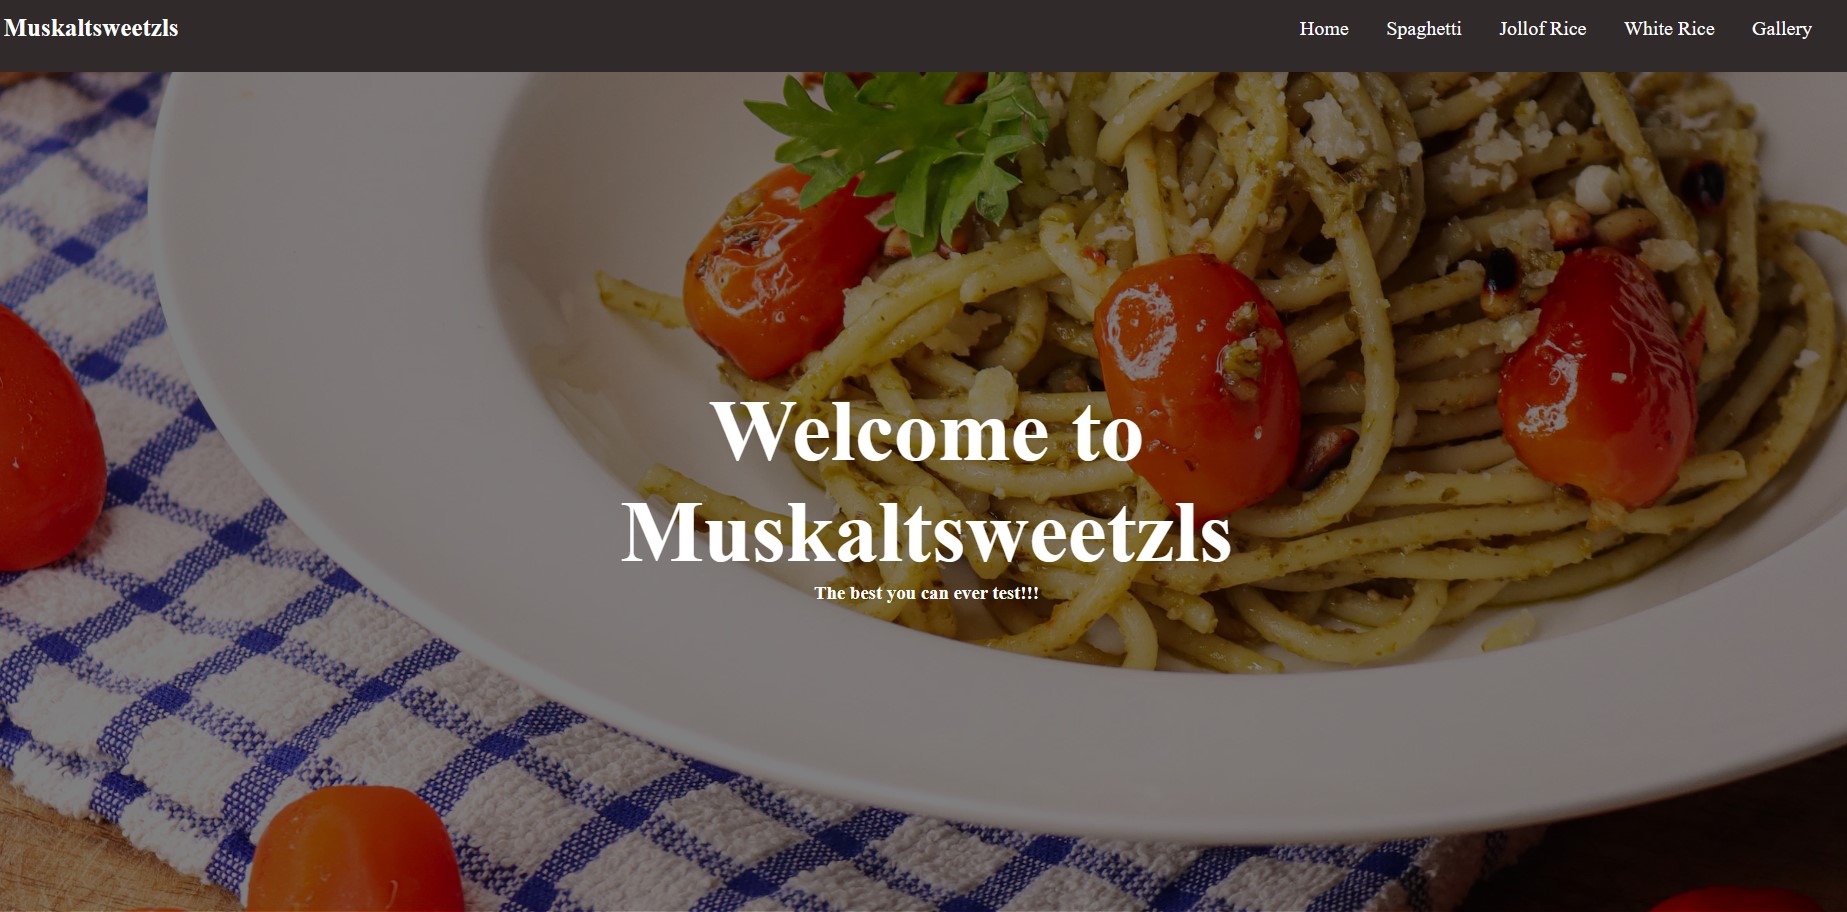 Muskaltsweetzls
Home Spaghetti Jollof Rice White Rice Gallery
Welcome to
Muskaltsweetzls
The best you can ever test!!!